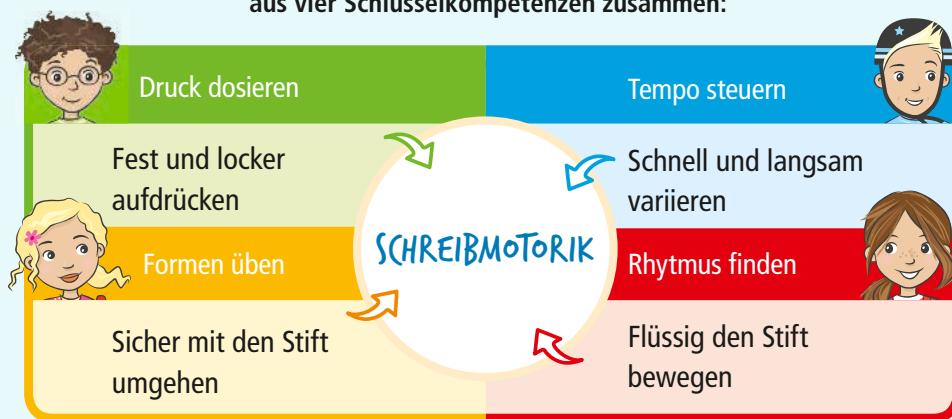 aus vier Schlüsselkompetenzen zusammen:
Druck dosieren
Fest und locker
aufdrücken
Tempo steuern
Schnell und langsam
variieren
SCHREIBMOTORIK
Formen üben
Sicher mit den Stift
umgehen
Rhytmus finden
Flüssig den Stift
bewegen